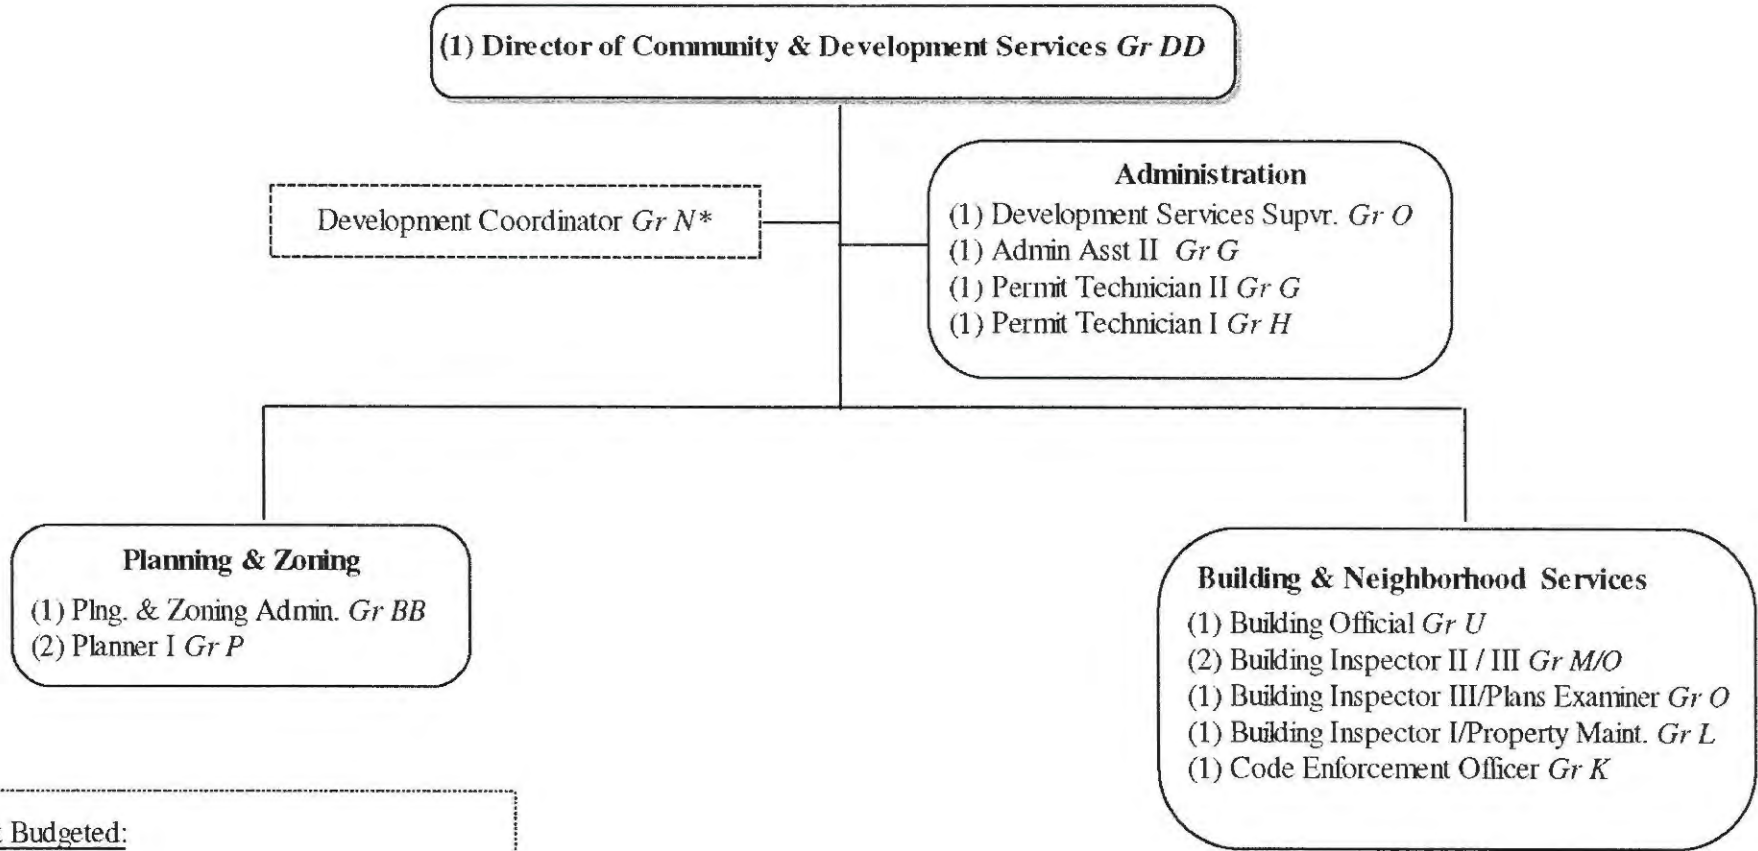 (1) Director of Community & Development Services Gr DD
Development Coordinator Gr N*
Administration
(1) Development Services Supvr. Gr O
(1) Admin Asst II Gr G
(1) Permit Technician II Gr G
(1) Permit Technician I Gr H
Planning & Zoning
(1) Plng. & Zoning Admin. Gr BB
(2) Planner I Gr P
Building & Neighborhood Services
(1) Building Official Gr U
(2) Building Inspector II / III Gr M/O
(1) Building Inspector III/Plans Examiner Gr O
(1) Building Inspector I/Property Maint. Gr L
(1) Code Enforcement Officer Gr K
Budgeted: